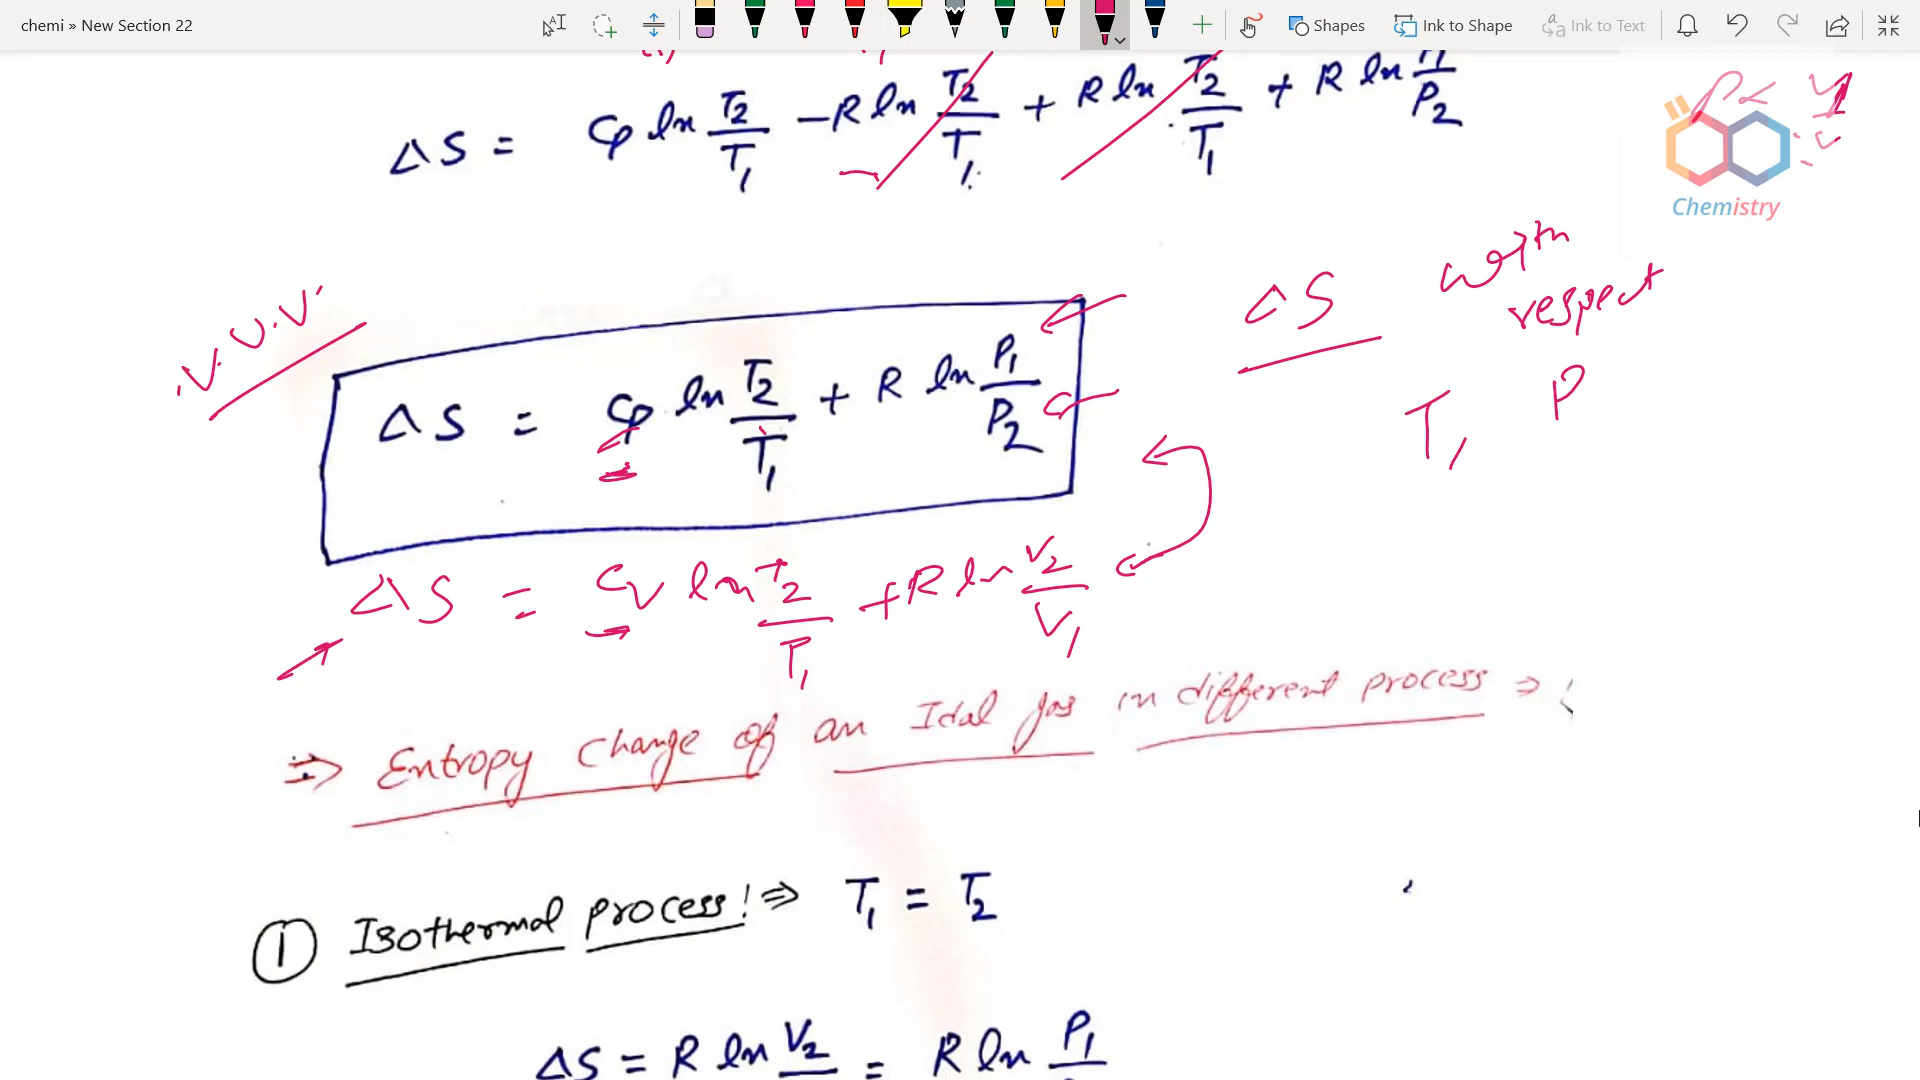 chemi » New Section 22
Shapes Ink to Shape Ink to Text
ΔS = Cp ln T2/T1 – R ln T2/T1 + R ln T2/T1 + R ln P1/P2
Chemistry
V.V.V.
ΔS with respect
T, P
ΔS = Cp ln T2/T1 + R ln P1/P2
ΔS = Cv ln T2/T1 + R ln V2/V1
⇒ Entropy Change of an Idal gas in different process ⇒
① Isothermal process! ⇒ T1 = T2
ΔS = R ln V2 = R ln P1